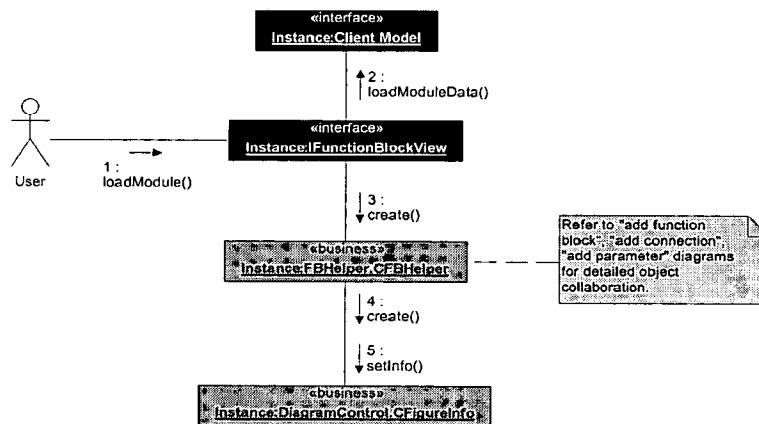 «interface»
Instance:Client Model
2 :
loadModuleData()
«interface»
Instance:IFunctionBlockView
1 :
loadModule()
User
3 :
create()
«business»
Instance:FBHelper.CFBHelper
Refer to "add function
block", "add connection",
"add parameter" diagrams
for detailed object
collaboration.
4 :
create()
5 :
setInfo()
«business»
Instance:DiagramControl.CFigureInfo